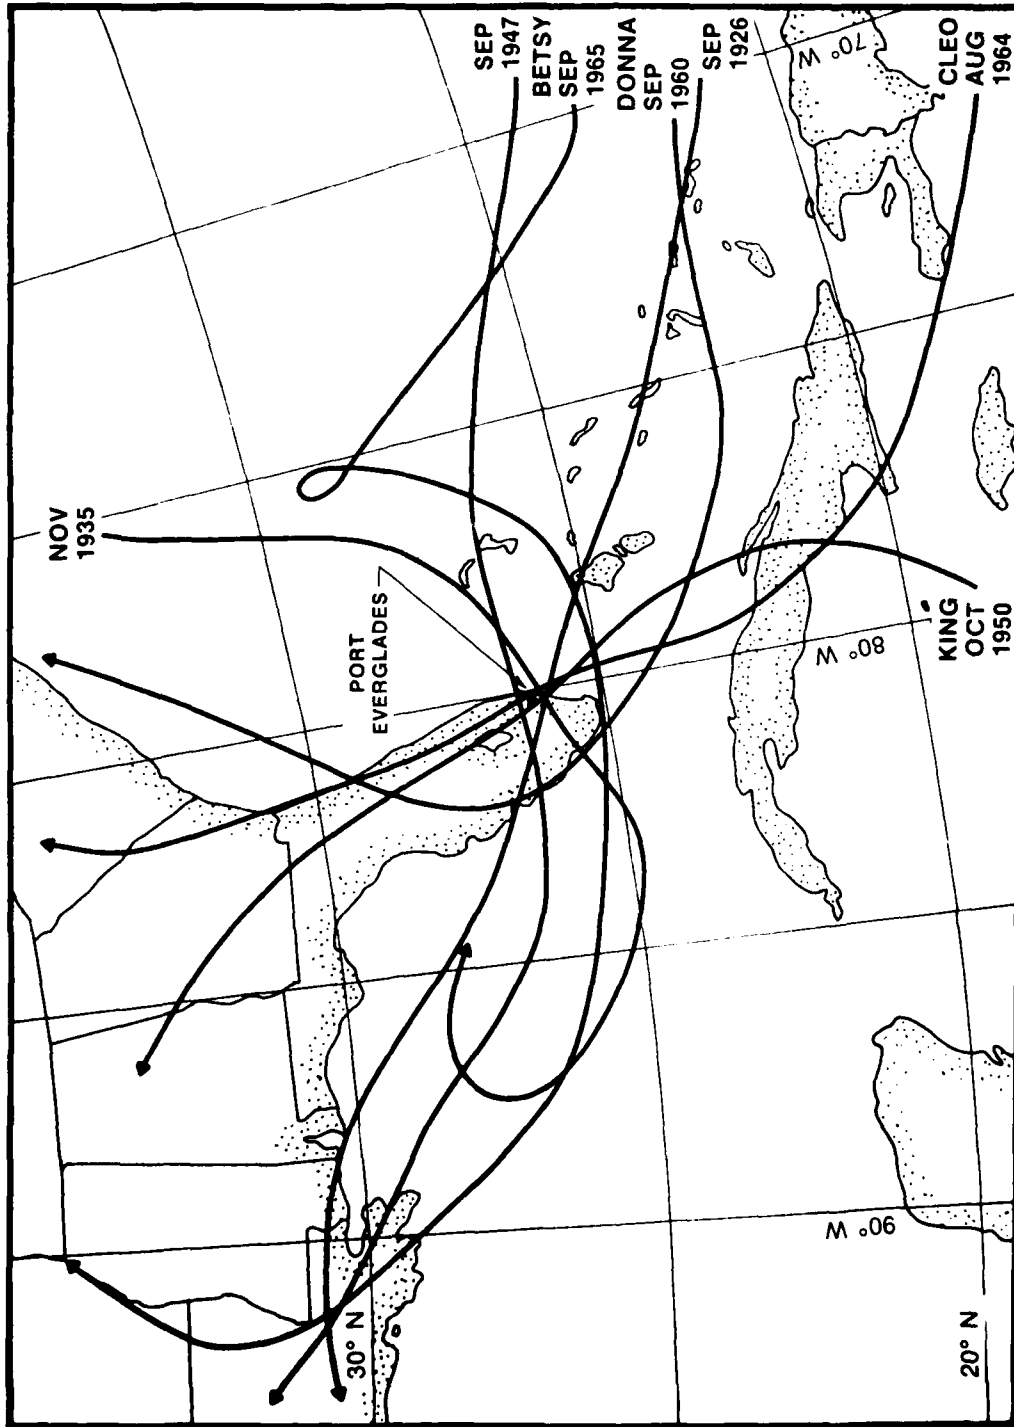 SEP
1947
BETSY
SEP
1965
DONNA
SEP
1960
SEP
1926
70° W
CLEO
AUG
1964
NOV
1935
PORT
EVERGLADES
KING
OCT
1950
80° W
90° W
30° N
20° N